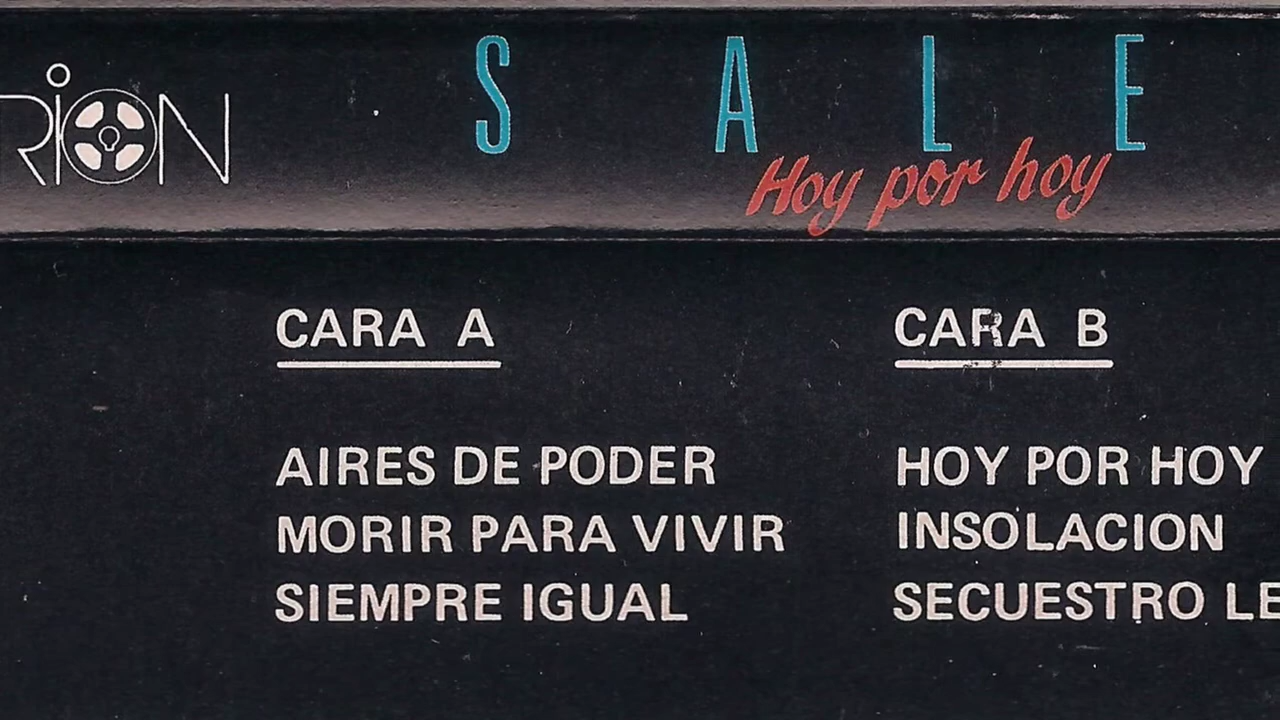 RION
SALE
Hoy por hoy
CARA A
AIRES DE PODER
MORIR PARA VIVIR
SIEMPRE IGUAL
CARA B
HOY POR HOY
INSOLACION
SECUESTRO LE